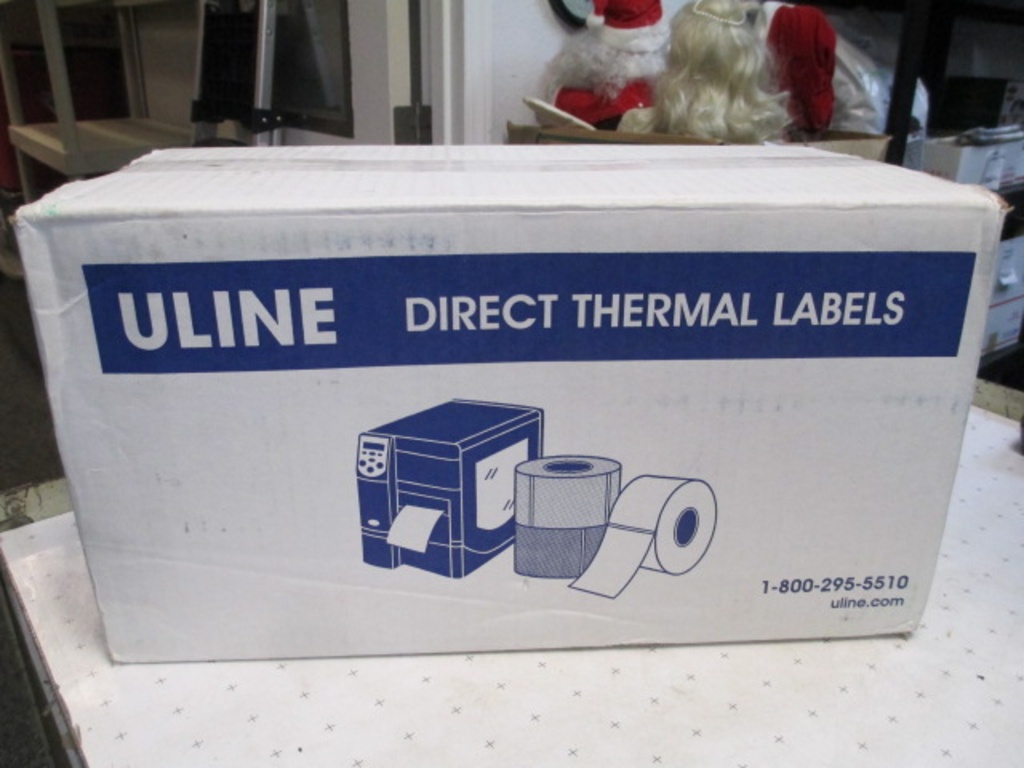 ULINE DIRECT THERMAL LABELS
1-800-295-5510
uline.com